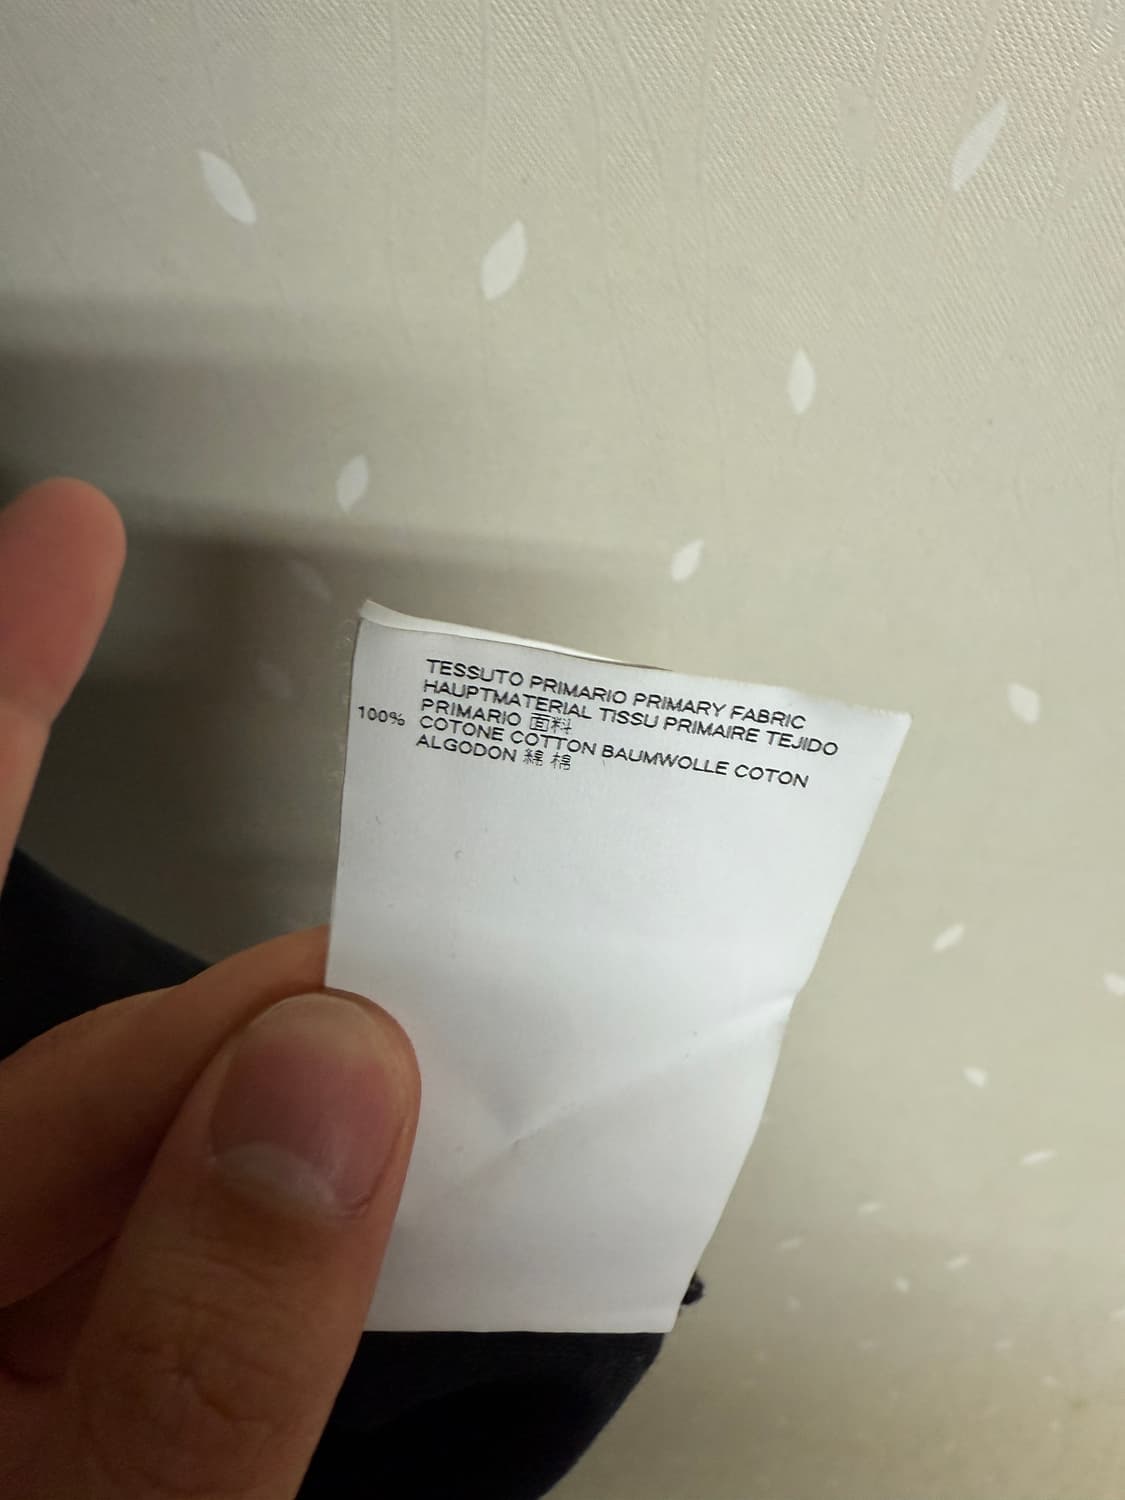 TESSUTO PRIMARIO PRIMARY FABRIC
HAUPTMATERIAL TISSU PRIMAIRE TEJIDO
PRIMARIO 面料
100% COTONE COTTON BAUMWOLLE COTON
ALGODON 綿 棉